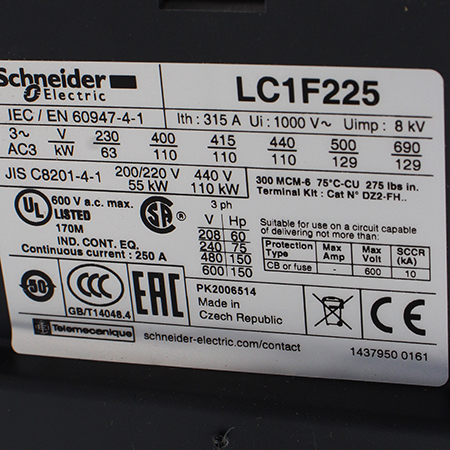 Schneider Electric
LC1F225
IEC / EN 60947-4-1 Ith : 315 A Ui : 1000 V~ Uimp : 8 kV
3~ V 230 400 415 440 500 690
AC3 kW 63 110 110 110 129 129
JIS C8201-4-1 200/220 V 440 V
55 kW 110 kW
300 MCM-6 75°C-CU 275 lbs in.
Terminal Kit : Cat N° DZ2-FH..
UL 600 v a.c. max.
LISTED
170M
IND. CONT. EQ.
Continuous current : 250 A
SA
3 ph
V Hp
208 60
240 75
480 150
600 150
Suitable for use on a circuit capable
Protection Type Max Amp Max Volt SCCR (kA)
CB or fuse - 600 10
50
CCC
GB/T14048.4
EAC
PK2006514
Made in
Czech Republic
CE
Telemecanique
schneider-electric.com/contact
1437950 0161